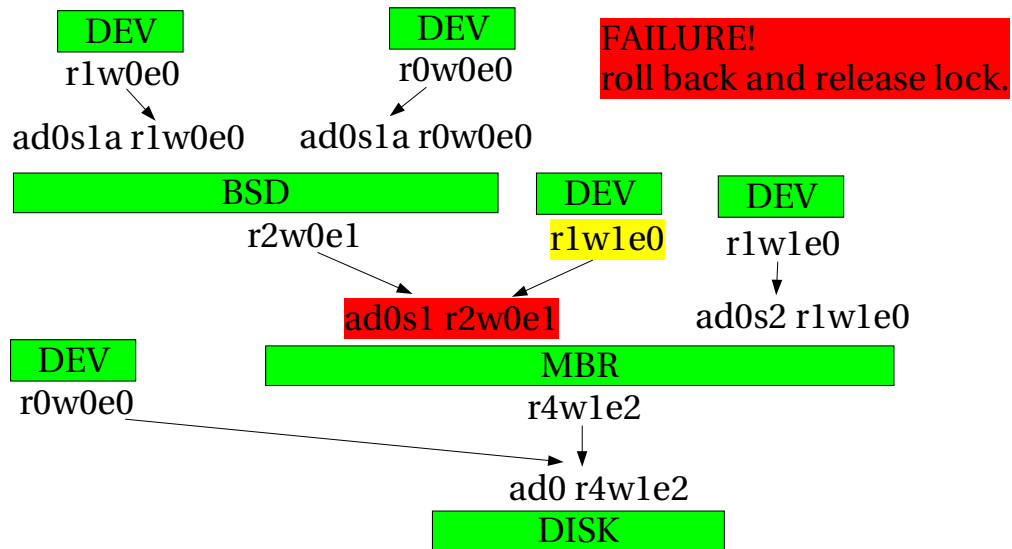 DEV
DEV
FAILURE!
roll back and release lock.
r1w0e0
r0w0e0
ad0s1a r1w0e0
ad0s1a r0w0e0
BSD
DEV
DEV
r2w0e1
r1w1e0
r1w1e0
ad0s1 r2w0e1
ad0s2 r1w1e0
DEV
MBR
r0w0e0
r4w1e2
ad0 r4w1e2
DISK